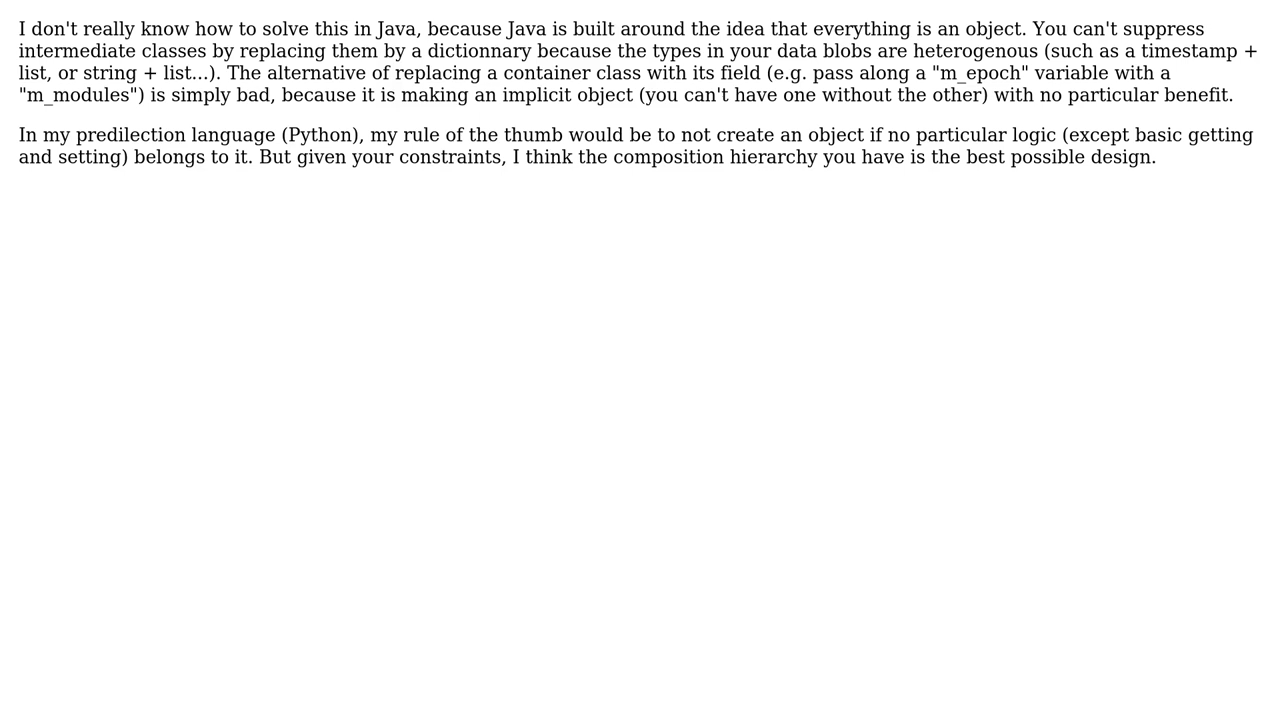 I don't really know how to solve this in Java, because Java is built around the idea that everything is an object. You can't suppress
intermediate classes by replacing them by a dictionnary because the types in your data blobs are heterogenous (such as a timestamp +
list, or string + list...). The alternative of replacing a container class with its field (e.g. pass along a "m_epoch" variable with a
"m_modules") is simply bad, because it is making an implicit object (you can't have one without the other) with no particular benefit.
In my predilection language (Python), my rule of the thumb would be to not create an object if no particular logic (except basic getting
and setting) belongs to it. But given your constraints, I think the composition hierarchy you have is the best possible design.